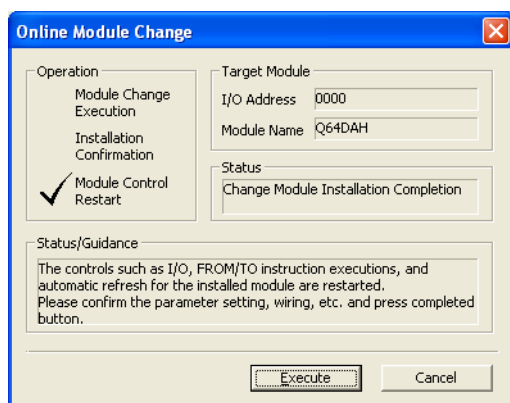 Online Module Change
Operation
Module Change
Execution
Installation
Confirmation
Module Control
Restart
Target Module
I/O Address 0000
Module Name Q64DAH
Status
Change Module Installation Completion
Status/Guidance
The controls such as I/O, FROM/TO instruction executions, and
automatic refresh for the installed module are restarted.
Please confirm the parameter setting, wiring, etc. and press completed
button.
Execute Cancel